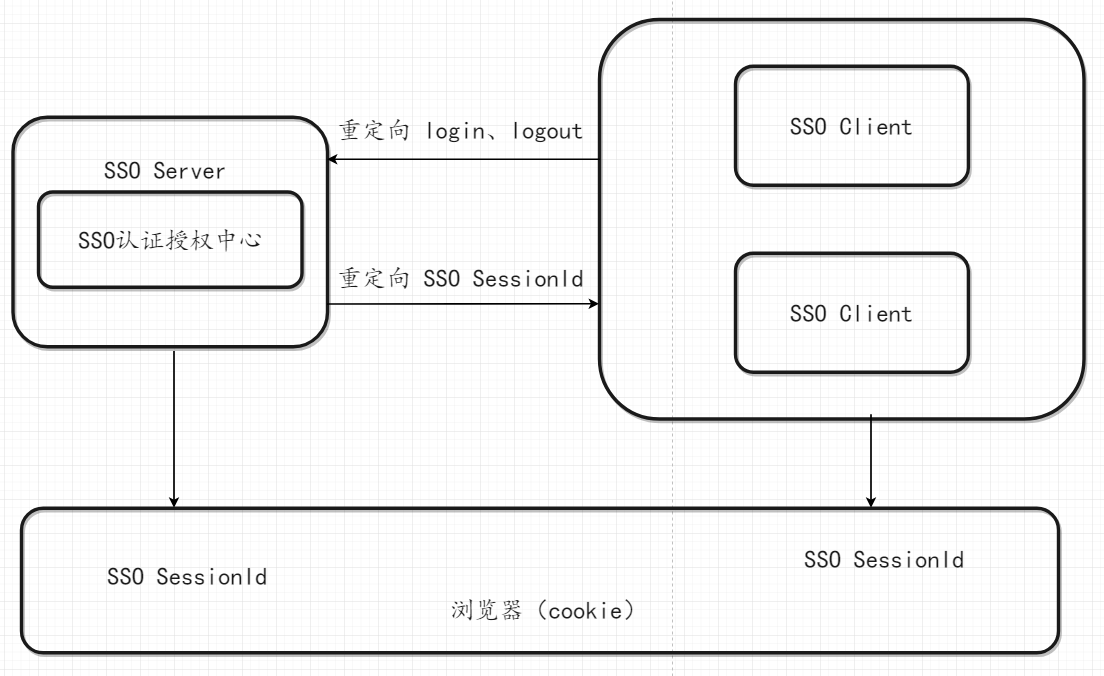 SSO Server
SSO认证授权中心
重定向 login、logout
重定向 SSO SessionId
SSO Client
SSO Client
SSO SessionId
SSO SessionId
浏览器（cookie）